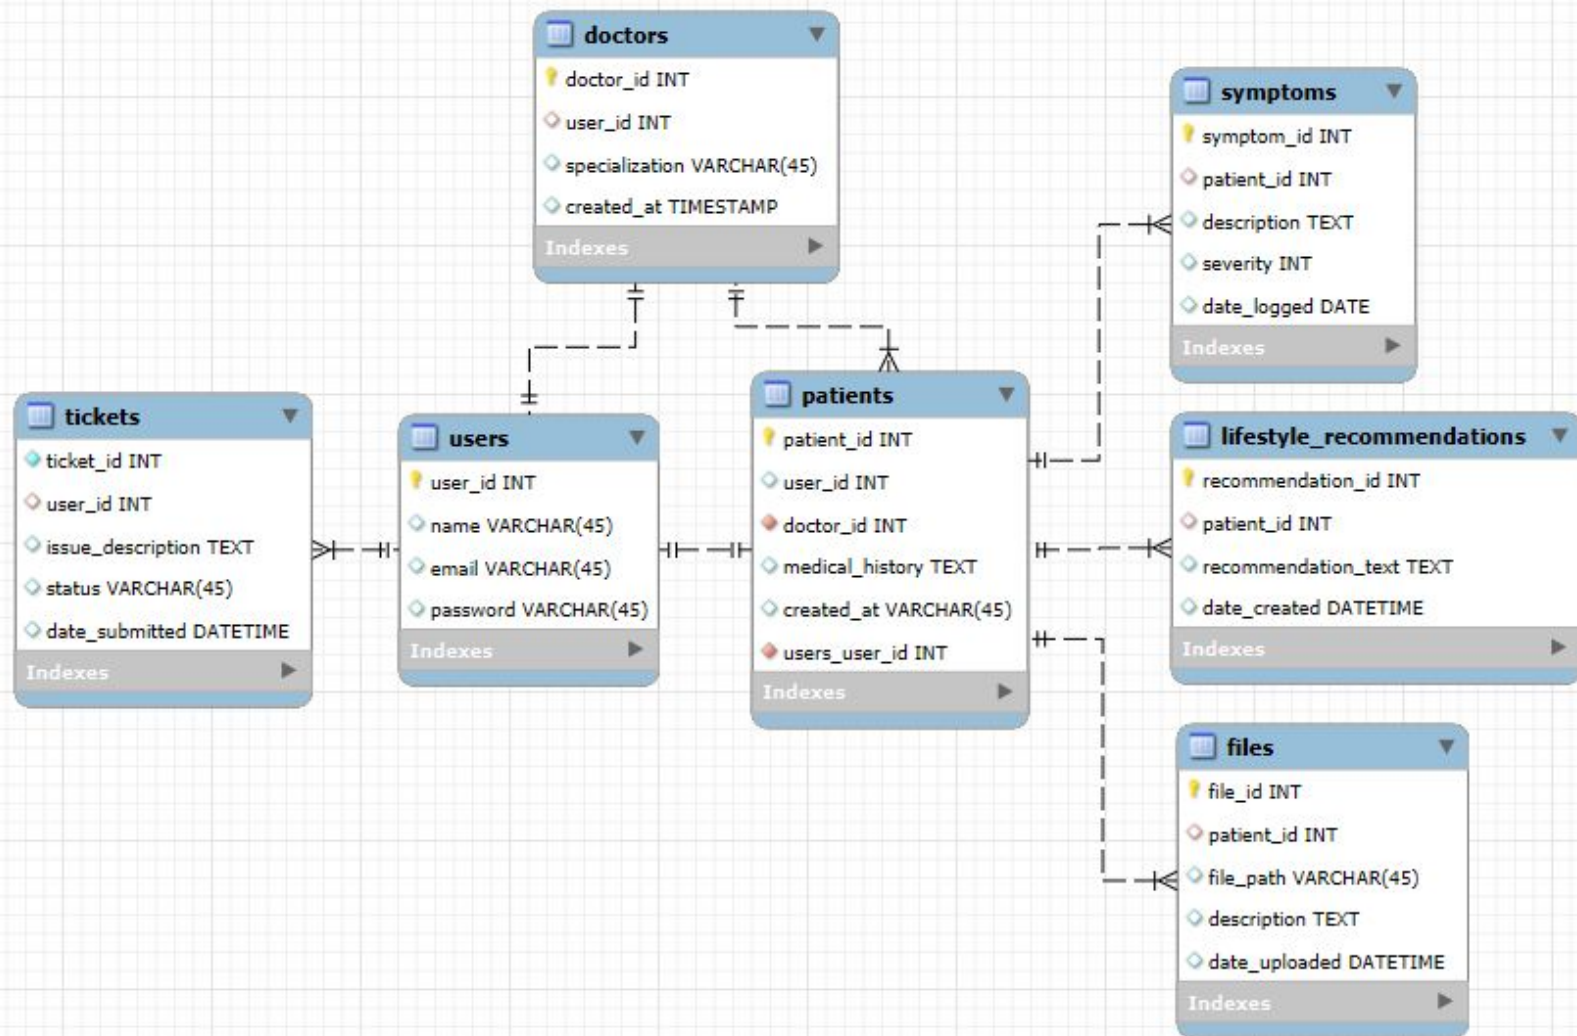 doctors
doctor_id INT
user_id INT
specialization VARCHAR(45)
created_at TIMESTAMP
Indexes
symptoms
symptom_id INT
patient_id INT
description TEXT
severity INT
date_logged DATE
Indexes
tickets
ticket_id INT
user_id INT
issue_description TEXT
status VARCHAR(45)
date_submitted DATETIME
Indexes
users
user_id INT
name VARCHAR(45)
email VARCHAR(45)
password VARCHAR(45)
Indexes
patients
patient_id INT
user_id INT
doctor_id INT
medical_history TEXT
created_at VARCHAR(45)
users_user_id INT
Indexes
lifestyle_recommendations
recommendation_id INT
patient_id INT
recommendation_text TEXT
date_created DATETIME
Indexes
files
file_id INT
patient_id INT
file_path VARCHAR(45)
description TEXT
date_uploaded DATETIME
Indexes